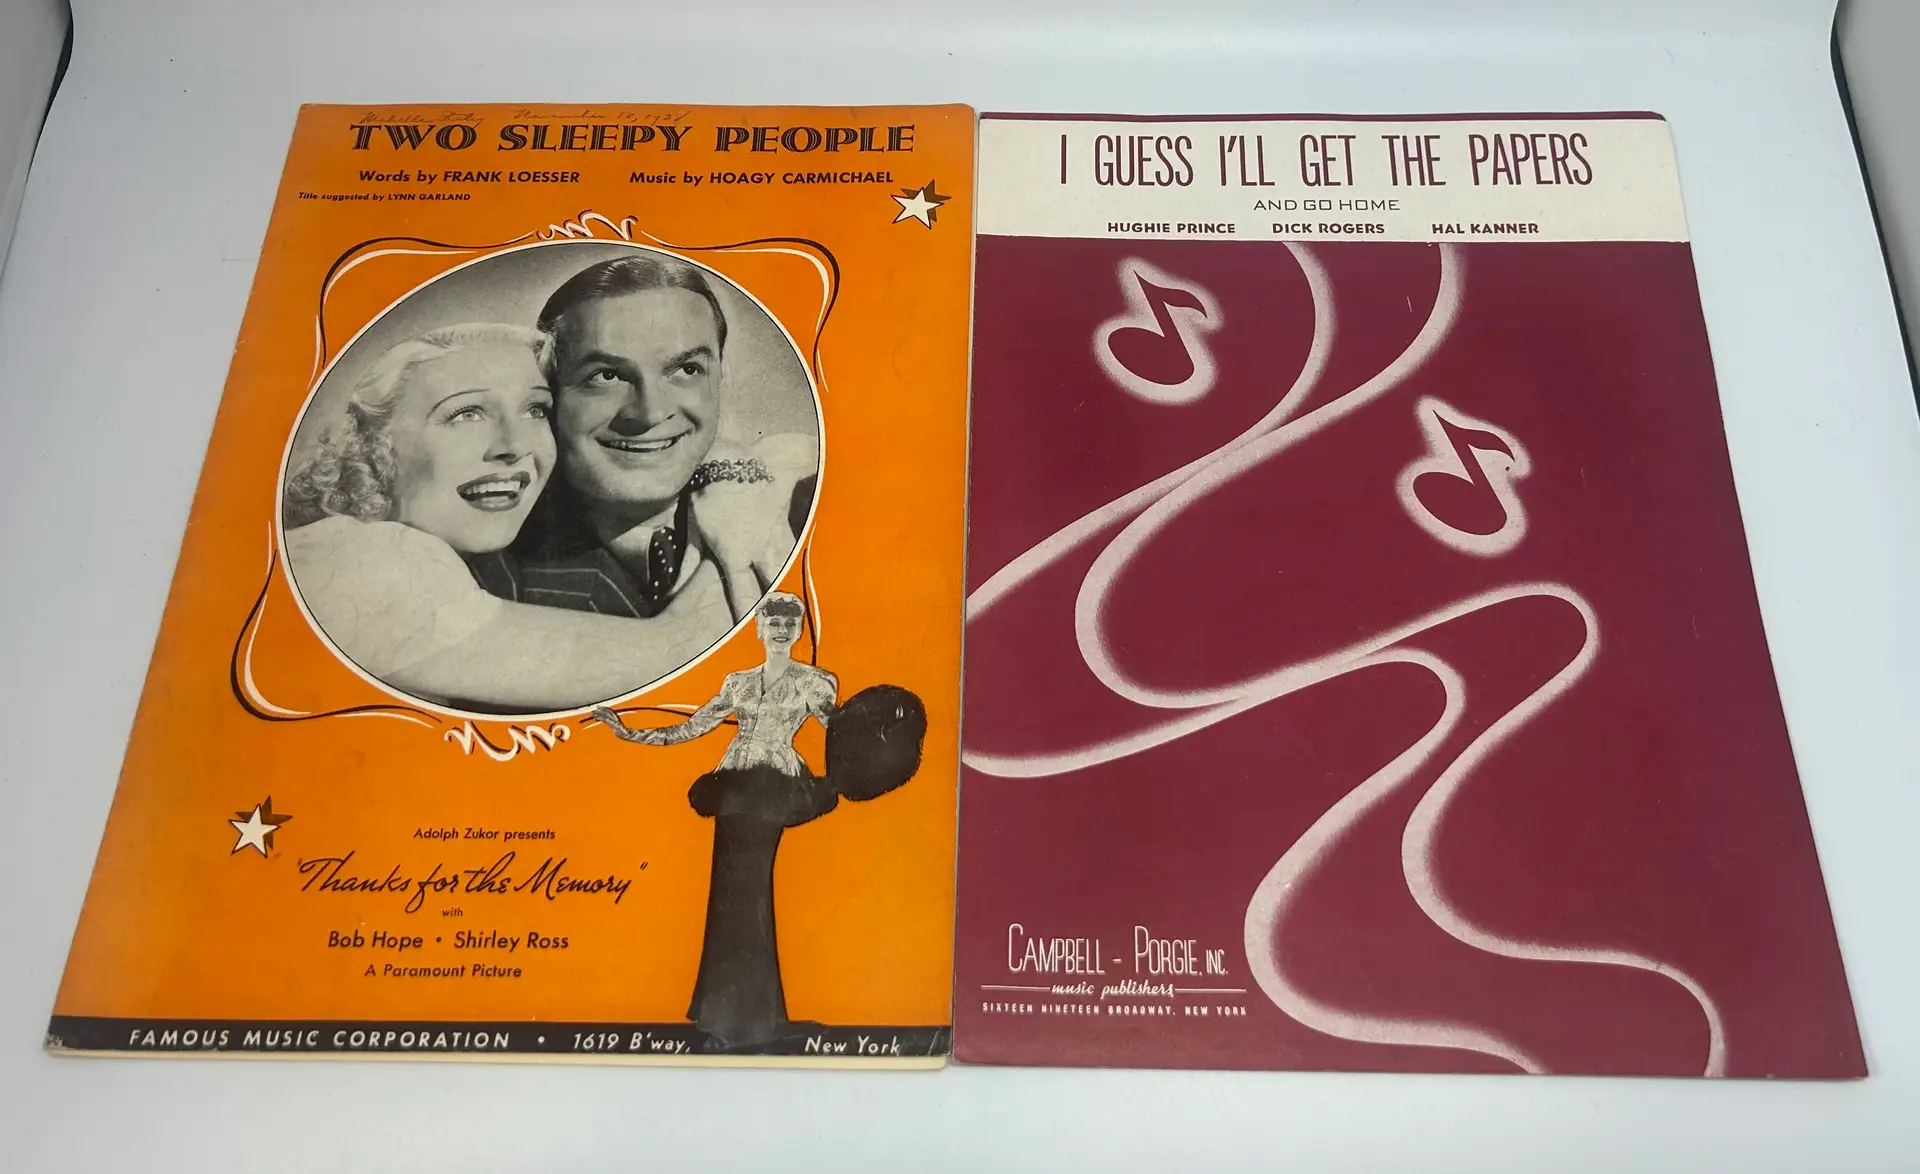 November 18, 1938
TWO SLEEPY PEOPLE
Words by FRANK LOESSER Music by HOAGY CARMICHAEL
Title suggested by LYNN GARLAND
Adolph Zukor presents
"Thanks for the Memory"
with
Bob Hope • Shirley Ross
A Paramount Picture
FAMOUS MUSIC CORPORATION • 1619 B'way, New York
I GUESS I'LL GET THE PAPERS
AND GO HOME
HUGHIE PRINCE DICK ROGERS HAL KANNER
CAMPBELL - PORGIE, INC.
music publishers
SIXTEEN NINETEEN BROADWAY, NEW YORK